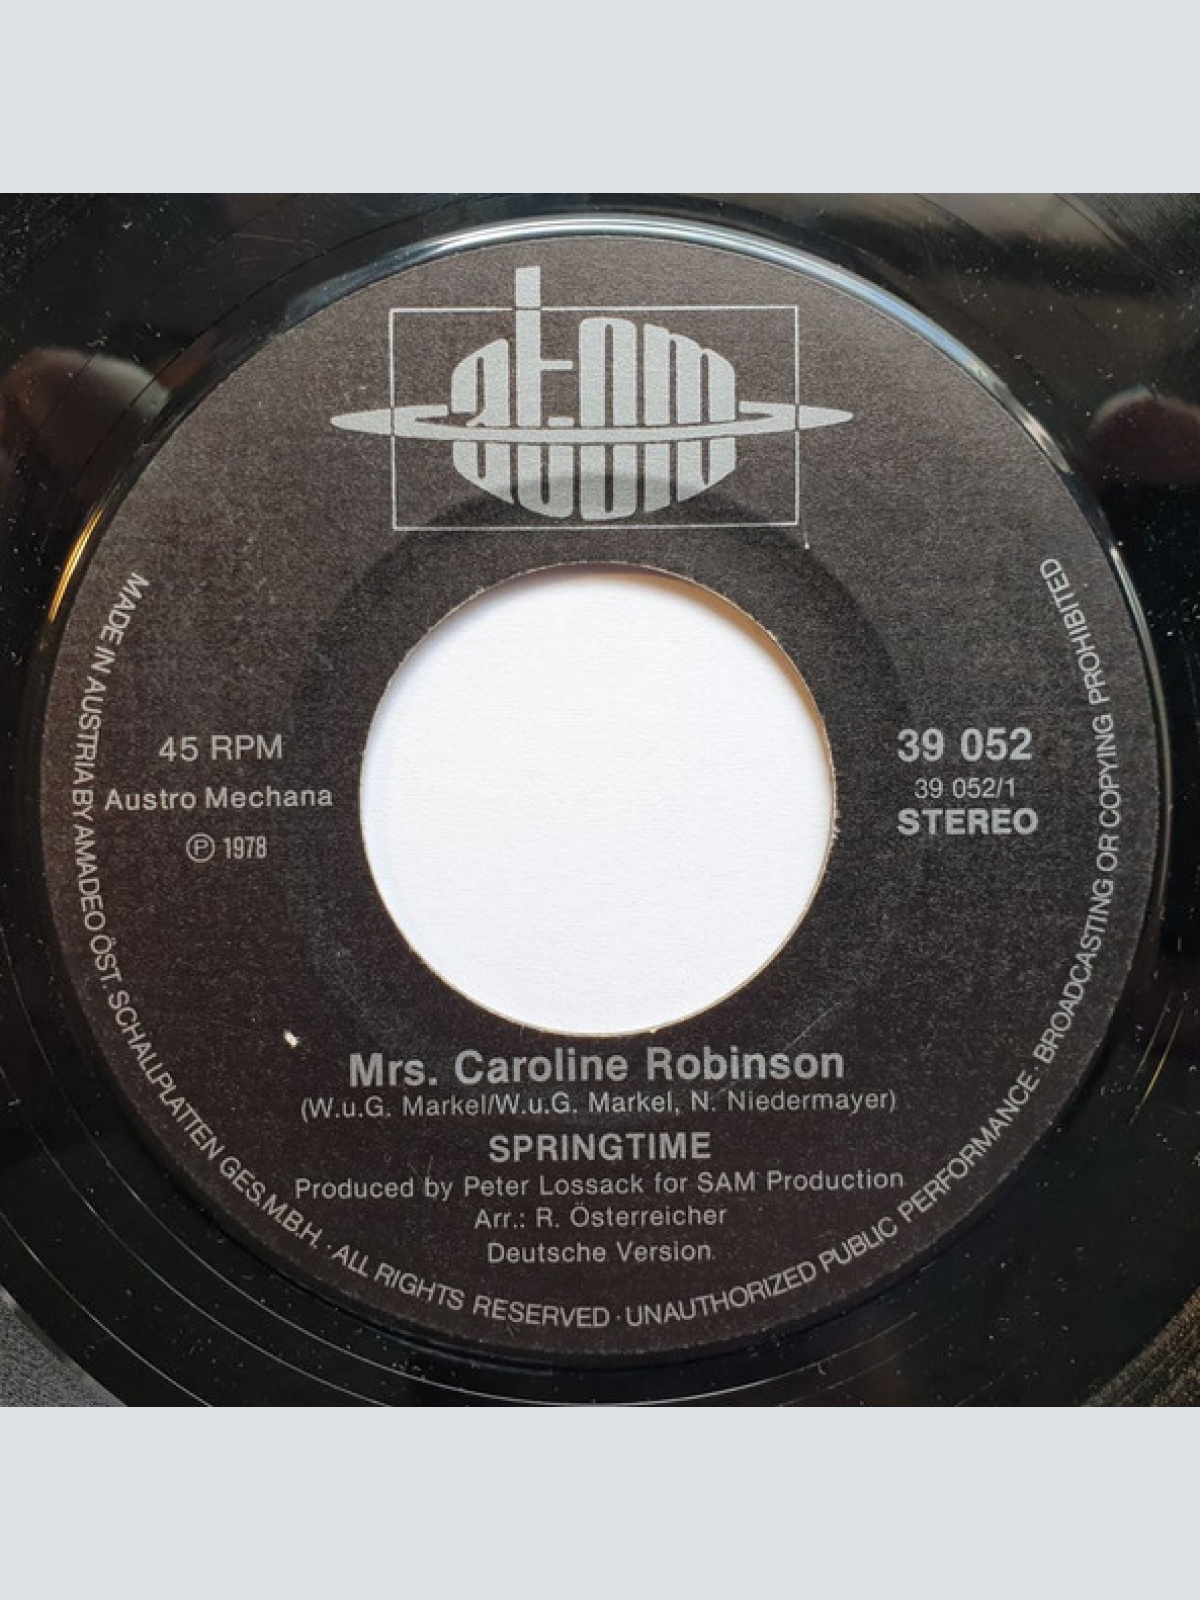 atom
45 RPM
Austro Mechana
℗ 1978
39 052
39 052/1
STEREO
Mrs. Caroline Robinson
(W.u.G. Markel/W.u.G. Markel, N. Niedermayer)
SPRINGTIME
Produced by Peter Lossack for SAM Production
Arr.: R. Österreicher
Deutsche Version
MADE IN AUSTRIA BY AMADEO ÖST. SCHALLPLATTEN GES.M.B.H. · ALL RIGHTS RESERVED · UNAUTHORIZED PUBLIC PERFORMANCE · BROADCASTING OR COPYING PROHIBITED